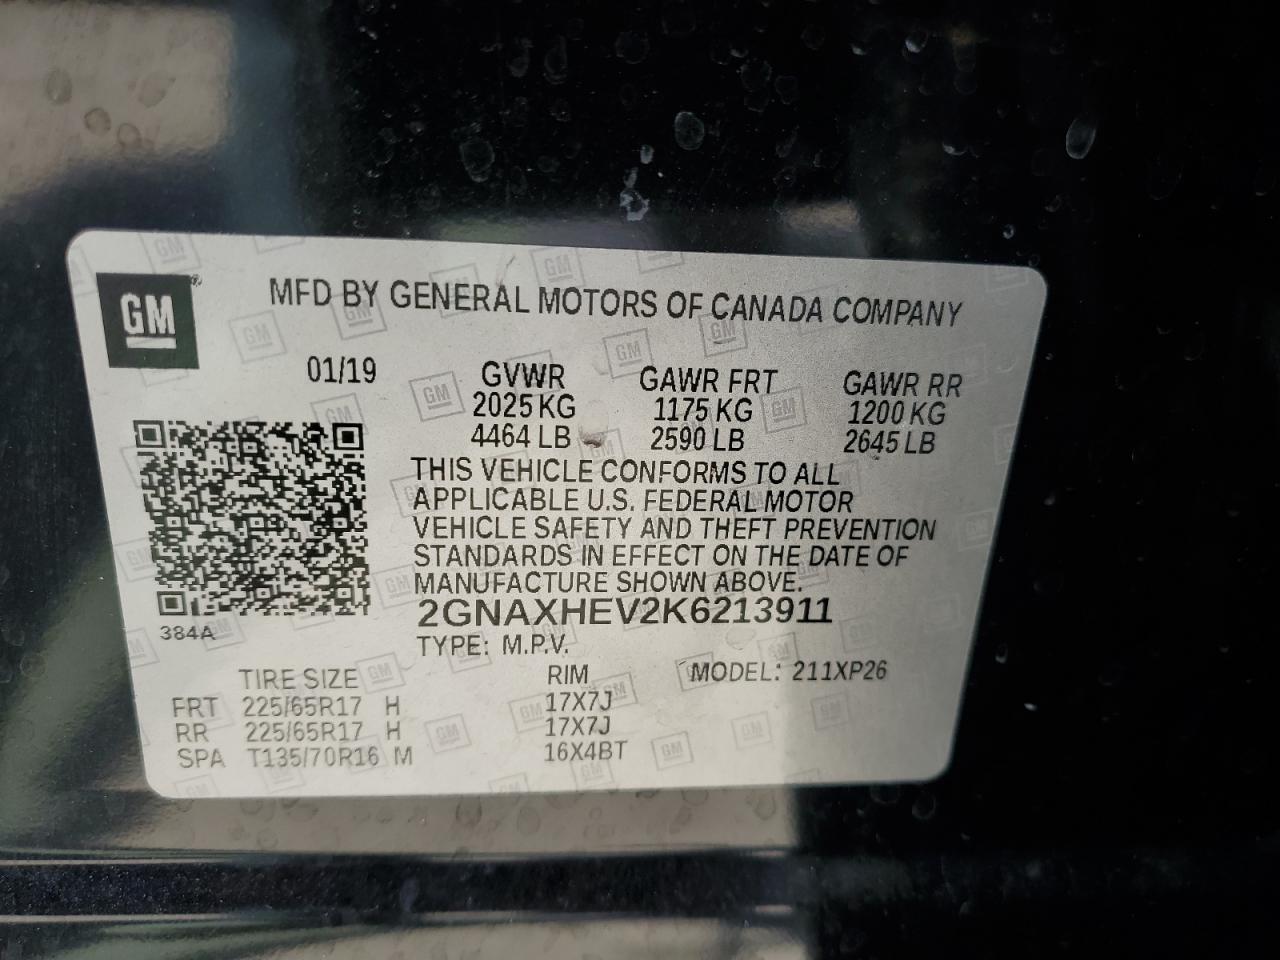 GM
MFD BY GENERAL MOTORS OF CANADA COMPANY
01/19 GVWR GAWR FRT GAWR RR
2025 KG 1175 KG 1200 KG
4464 LB 2590 LB 2645 LB
THIS VEHICLE CONFORMS TO ALL
APPLICABLE U.S. FEDERAL MOTOR
VEHICLE SAFETY AND THEFT PREVENTION
STANDARDS IN EFFECT ON THE DATE OF
MANUFACTURE SHOWN ABOVE.
2GNAXHEV2K6213911
384A
TYPE: M.P.V.
TIRE SIZE RIM MODEL: 211XP26
FRT 225/65R17 H 17X7J
RR 225/65R17 H 17X7J
SPA T135/70R16 M 16X4BT